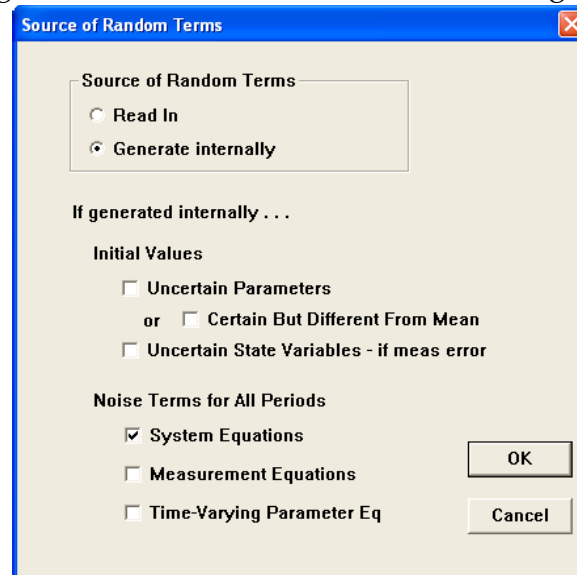 Source of Random Terms
Source of Random Terms
Read In
Generate internally
If generated internally . . .
Initial Values
Uncertain Parameters
or Certain But Different From Mean
Uncertain State Variables - if meas error
Noise Terms for All Periods
System Equations
Measurement Equations
Time-Varying Parameter Eq
OK
Cancel